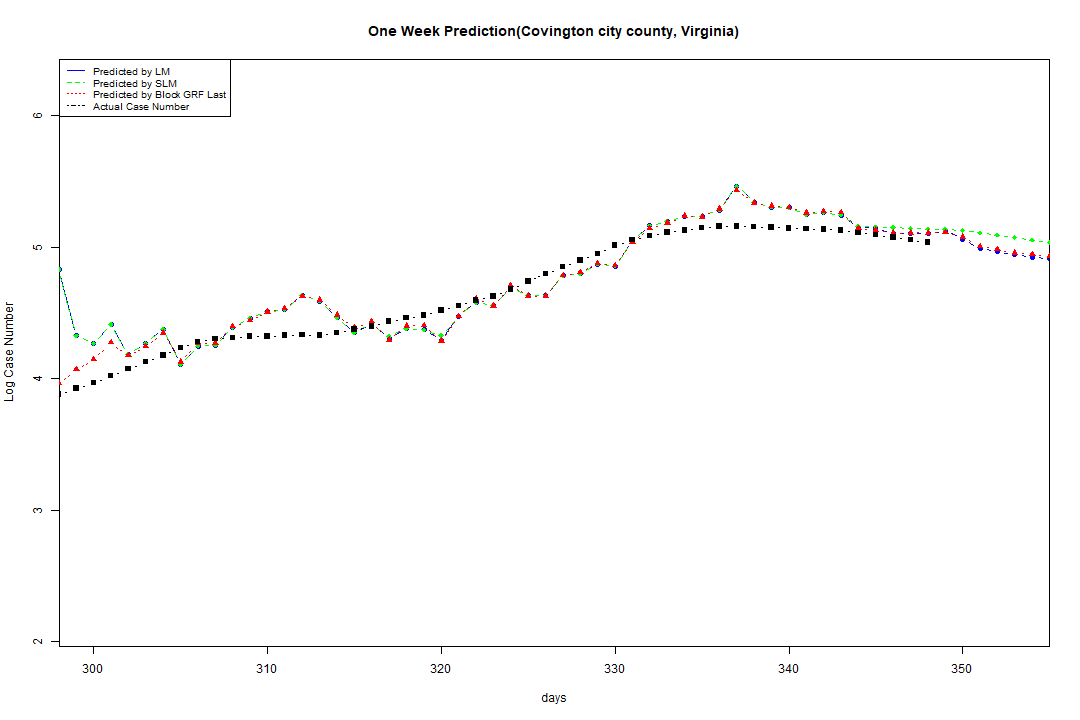 One Week Prediction(Covington city county, Virginia)
Predicted by LM
Predicted by SLM
Predicted by Block GRF Last
Actual Case Number
6
5
4
3
2
Log Case Number
300 310 320 330 340 350
days